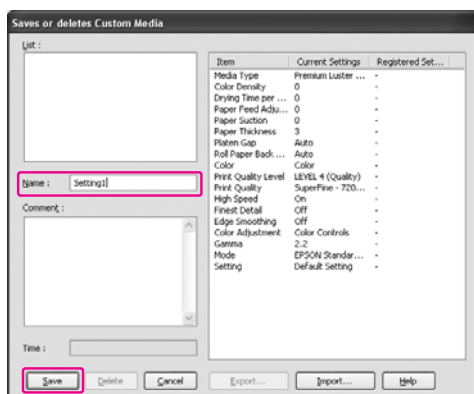 Saves or deletes Custom Media
List :
Name : Setting1
Comment :
Time :
Item Current Settings Registered Set...
Media Type Premium Luster ... -
Color Density 0 -
Drying Time per ... 0 -
Paper Feed Adju... 0 -
Paper Suction 0 -
Paper Thickness 3 -
Platen Gap Auto -
Roll Paper Back ... Auto -
Color Color -
Print Quality Level LEVEL 4 (Quality) -
Print Quality SuperFine - 720... -
High Speed On -
Finest Detail Off -
Edge Smoothing Off -
Color Adjustment Color Controls -
Gamma 2.2 -
Mode EPSON Standar... -
Setting Default Setting -
Save Delete Cancel Export... Import... Help